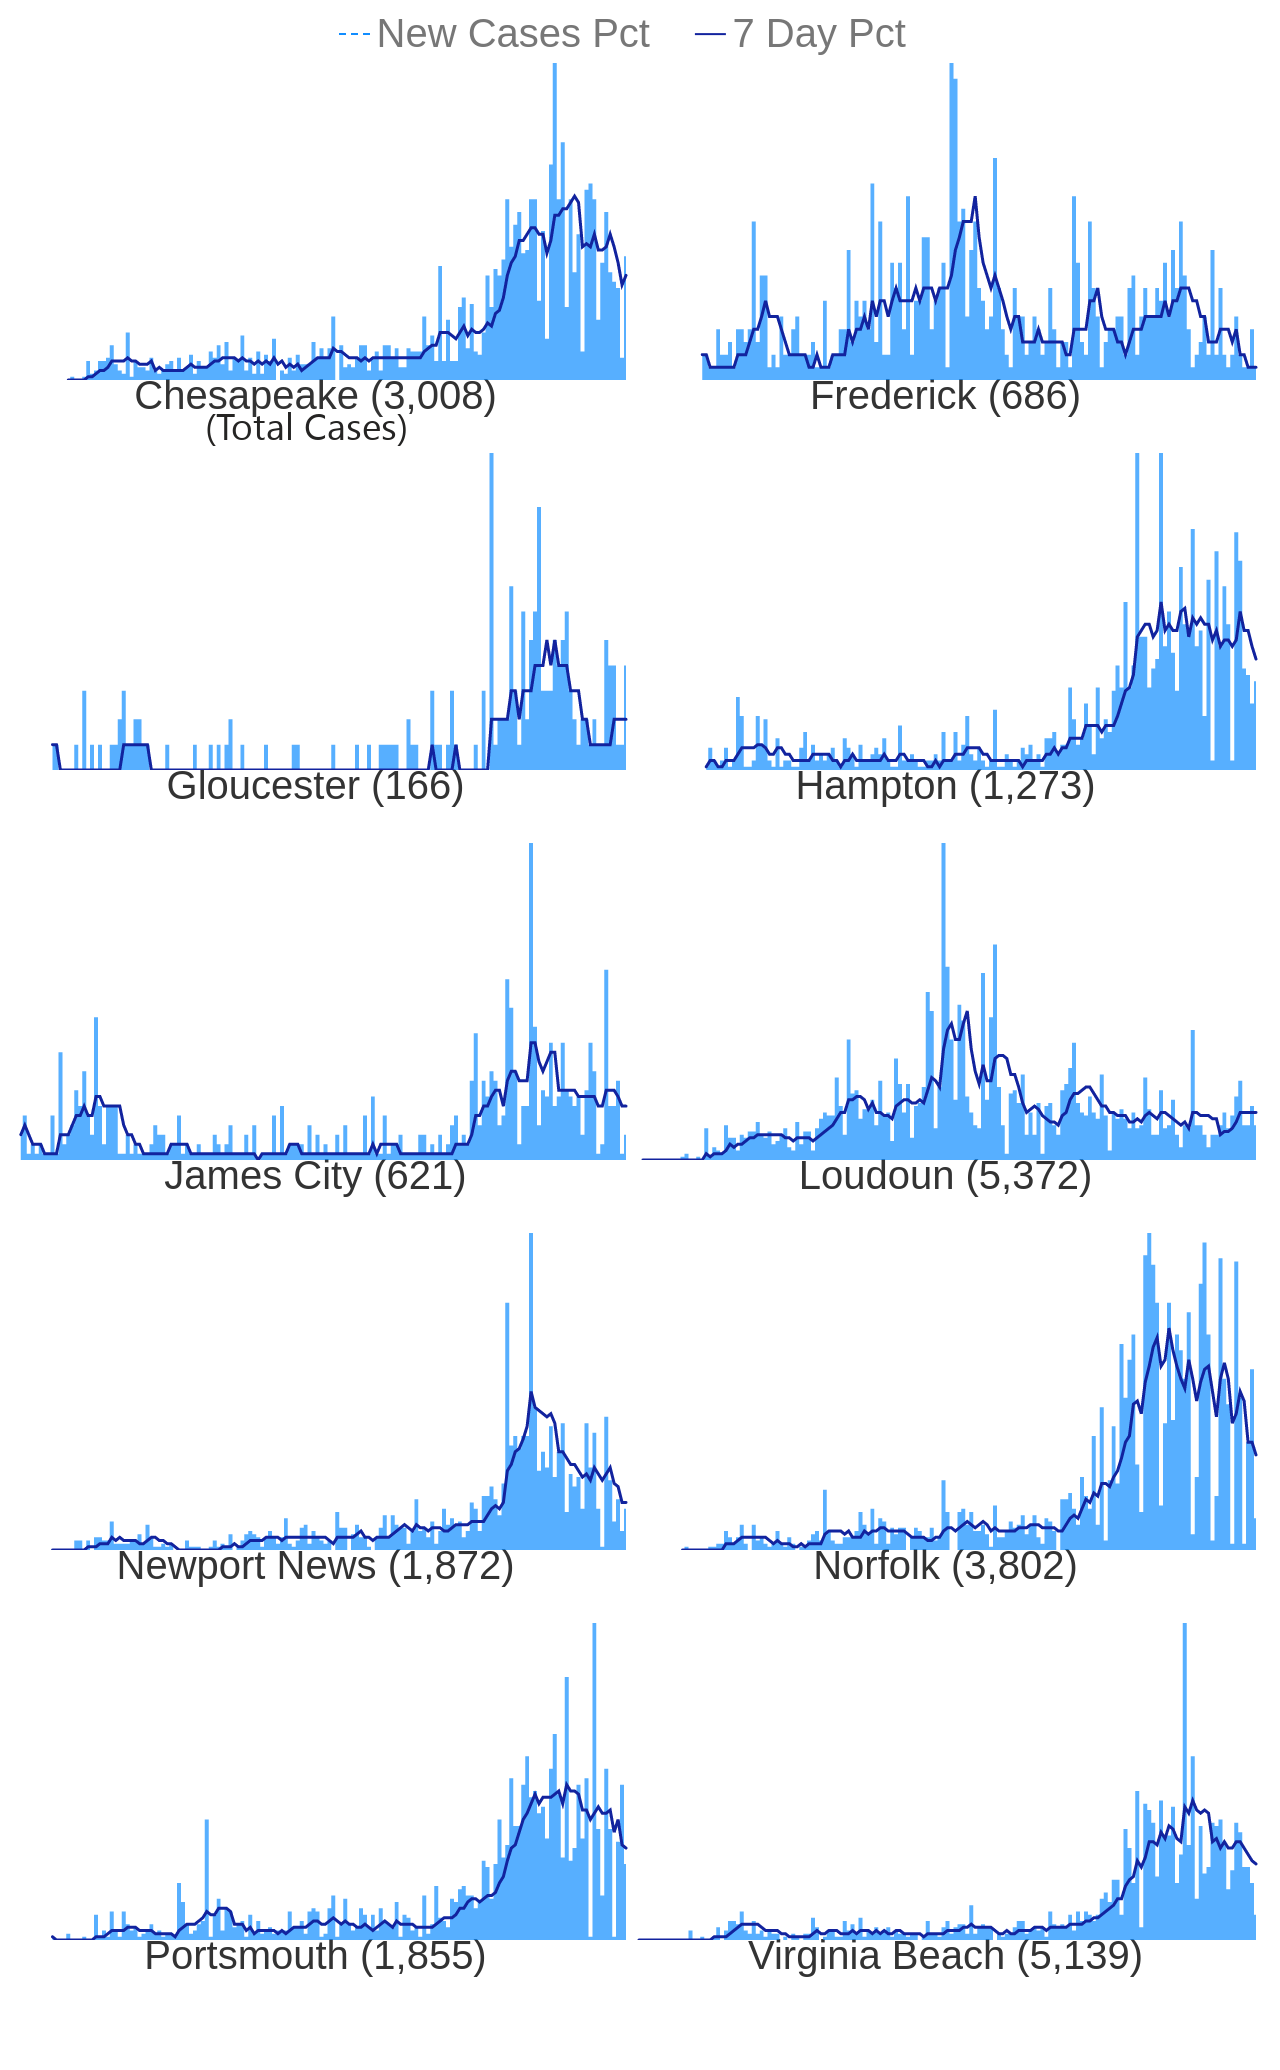 New Cases Pct 7 Day Pct
Chesapeake (3,008) Frederick (686)
(Total Cases)
Gloucester (166) Hampton (1,273)
James City (621) Loudoun (5,372)
Newport News (1,872) Norfolk (3,802)
Portsmouth (1,855) Virginia Beach (5,139)